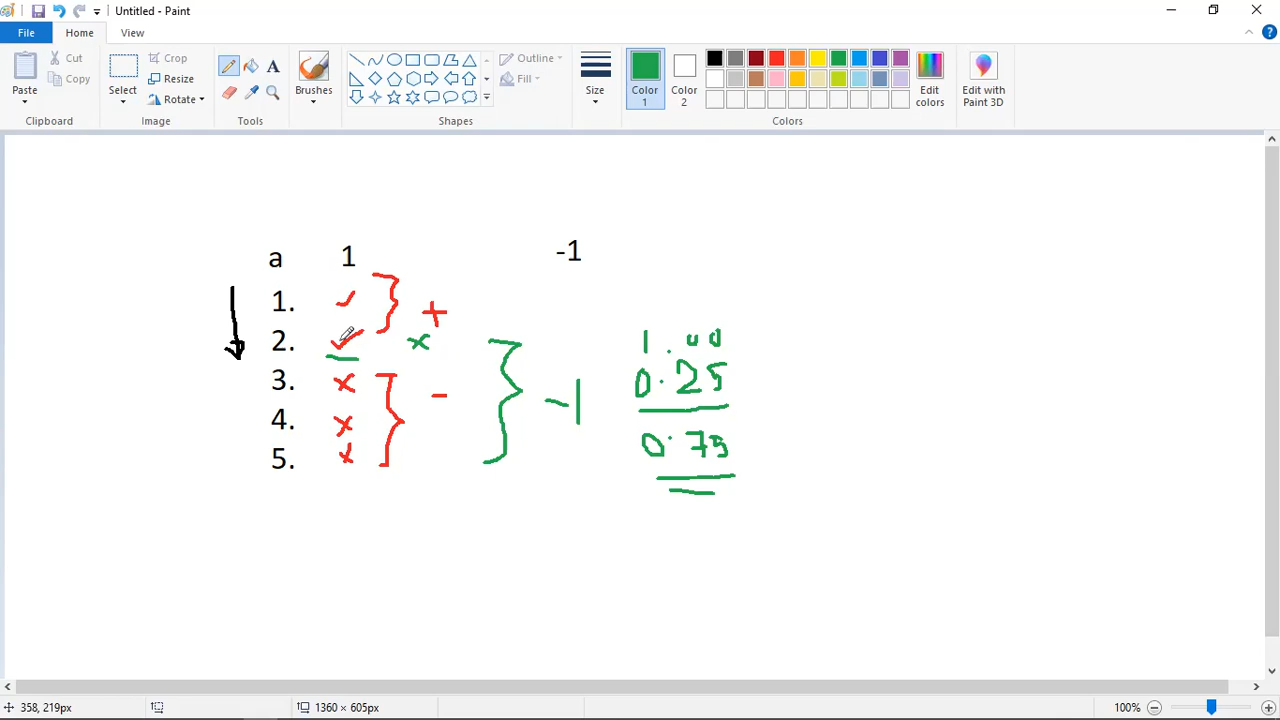 Untitled - Paint
File Home View
Paste
Cut
Copy
Clipboard
Select
Crop
Resize
Rotate
Image
Tools
Brushes
Shapes
Outline
Fill
Size
Color 1
Color 2
Colors
Edit colors
Edit with Paint 3D
a 1 -1
1. ✓ +
2. ✓ x 1.00
3. x - 0.25
4. x -1
5. x 0.75
358, 219px
1360 × 605px
100%